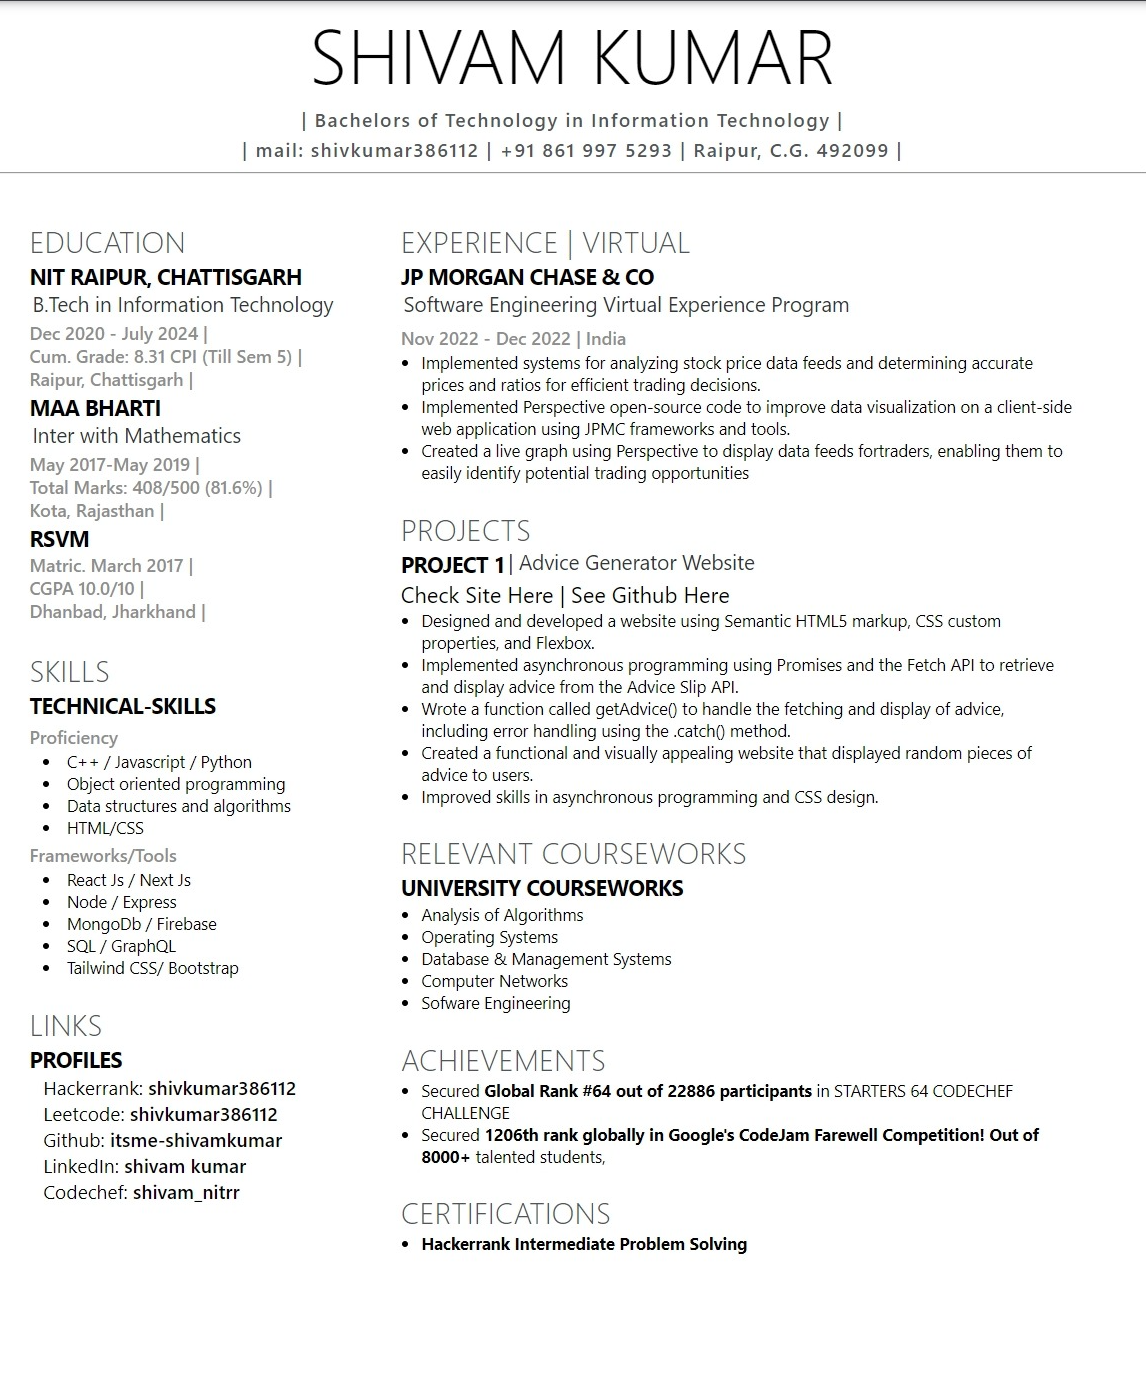 SHIVAM KUMAR
| Bachelors of Technology in Information Technology |
| mail: shivkumar386112 | +91 861 997 5293 | Raipur, C.G. 492099 |
EDUCATION
NIT RAIPUR, CHATTISGARH
B.Tech in Information Technology
Dec 2020 - July 2024 |
Cum. Grade: 8.31 CPI (Till Sem 5) |
Raipur, Chattisgarh |
MAA BHARTI
Inter with Mathematics
May 2017-May 2019 |
Total Marks: 408/500 (81.6%) |
Kota, Rajasthan |
RSVM
Matric. March 2017 |
CGPA 10.0/10 |
Dhanbad, Jharkhand |
SKILLS
TECHNICAL-SKILLS
Proficiency
• C++ / Javascript / Python
• Object oriented programming
• Data structures and algorithms
• HTML/CSS
Frameworks/Tools
• React Js / Next Js
• Node / Express
• MongoDb / Firebase
• SQL / GraphQL
• Tailwind CSS/ Bootstrap
LINKS
PROFILES
Hackerrank: shivkumar386112
Leetcode: shivkumar386112
Github: itsme-shivamkumar
LinkedIn: shivam kumar
Codechef: shivam_nitrr
EXPERIENCE | VIRTUAL
JP MORGAN CHASE & CO
Software Engineering Virtual Experience Program
Nov 2022 - Dec 2022 | India
• Implemented systems for analyzing stock price data feeds and determining accurate
prices and ratios for efficient trading decisions.
• Implemented Perspective open-source code to improve data visualization on a client-side
web application using JPMC frameworks and tools.
• Created a live graph using Perspective to display data feeds fortraders, enabling them to
easily identify potential trading opportunities
PROJECTS
PROJECT 1 | Advice Generator Website
Check Site Here | See Github Here
• Designed and developed a website using Semantic HTML5 markup, CSS custom
properties, and Flexbox.
• Implemented asynchronous programming using Promises and the Fetch API to retrieve
and display advice from the Advice Slip API.
• Wrote a function called getAdvice() to handle the fetching and display of advice,
including error handling using the .catch() method.
• Created a functional and visually appealing website that displayed random pieces of
advice to users.
• Improved skills in asynchronous programming and CSS design.
RELEVANT COURSEWORKS
UNIVERSITY COURSEWORKS
• Analysis of Algorithms
• Operating Systems
• Database & Management Systems
• Computer Networks
• Sofware Engineering
ACHIEVEMENTS
• Secured Global Rank #64 out of 22886 participants in STARTERS 64 CODECHEF
CHALLENGE
• Secured 1206th rank globally in Google's CodeJam Farewell Competition! Out of
8000+ talented students,
CERTIFICATIONS
• Hackerrank Intermediate Problem Solving